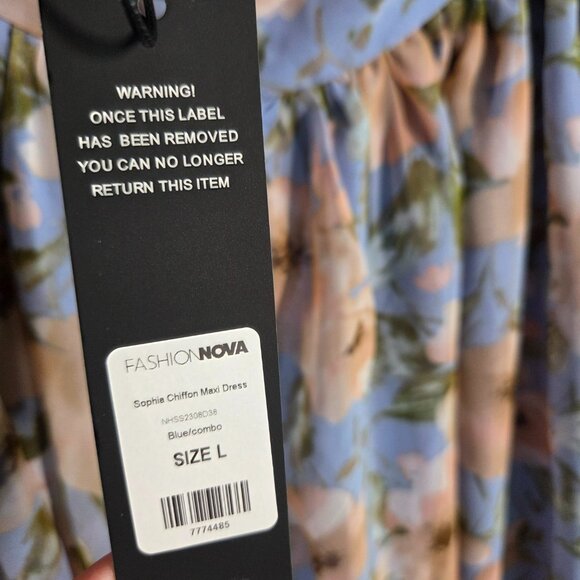 WARNING!
ONCE THIS LABEL
HAS BEEN REMOVED
YOU CAN NO LONGER
RETURN THIS ITEM
FASHIONNOVA
Sophia Chiffon Maxi Dress
NHSS2308D38
Blue/combo
SIZE L
7774485